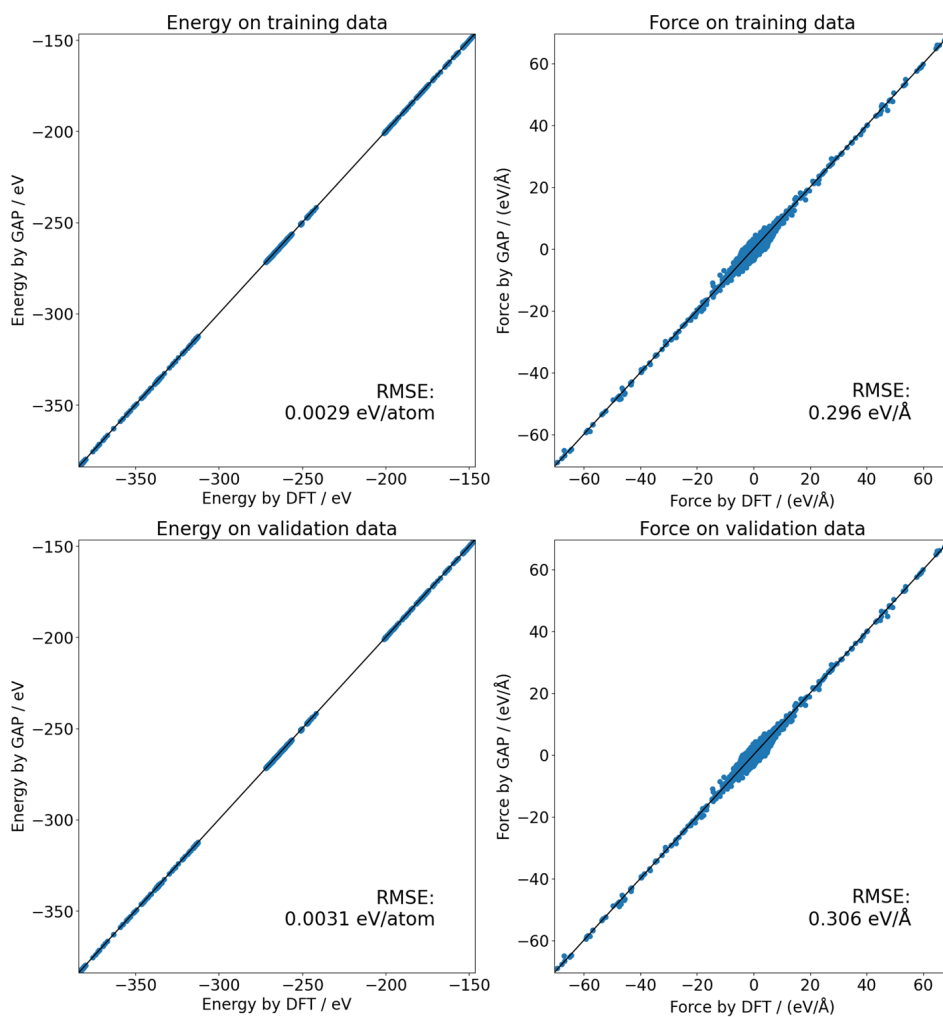 Energy on training data
−150
−200
−250
−300
−350
Energy by GAP / eV
RMSE:
0.0029 eV/atom
−350 −300 −250 −200 −150
Energy by DFT / eV
Force on training data
60
40
20
0
−20
−40
−60
Force by GAP / (eV/Å)
RMSE:
0.296 eV/Å
−60 −40 −20 0 20 40 60
Force by DFT / (eV/Å)
Energy on validation data
−150
−200
−250
−300
−350
Energy by GAP / eV
RMSE:
0.0031 eV/atom
−350 −300 −250 −200 −150
Energy by DFT / eV
Force on validation data
60
40
20
0
−20
−40
−60
Force by GAP / (eV/Å)
RMSE:
0.306 eV/Å
−60 −40 −20 0 20 40 60
Force by DFT / (eV/Å)